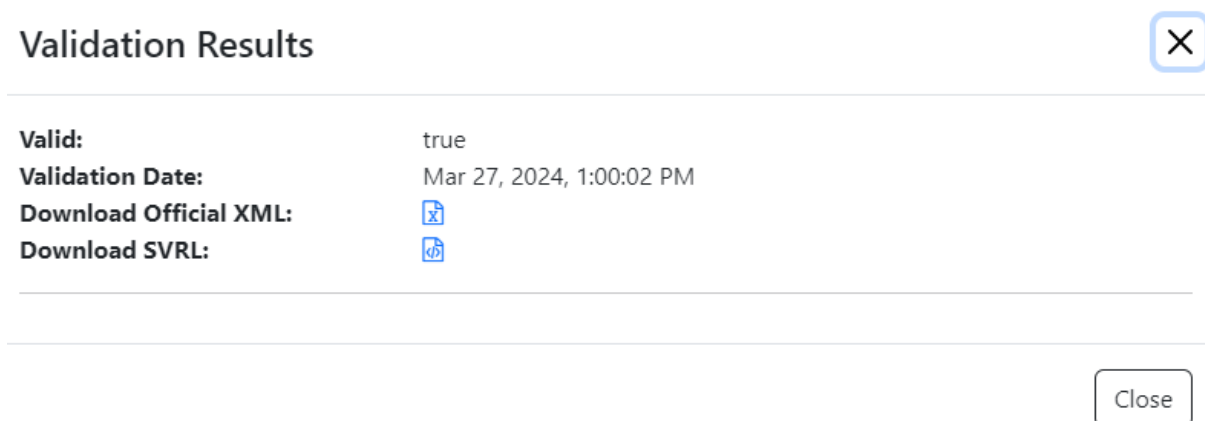 Validation Results
Valid: true
Validation Date: Mar 27, 2024, 1:00:02 PM
Download Official XML:
Download SVRL:
Close